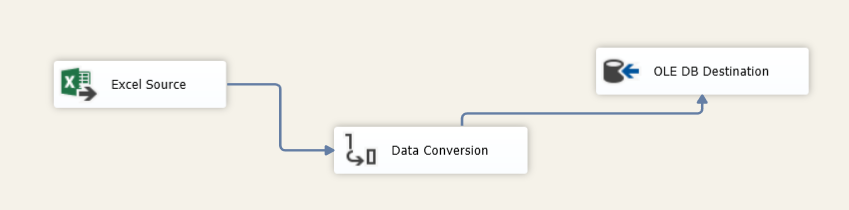 Excel Source
OLE DB Destination
Data Conversion